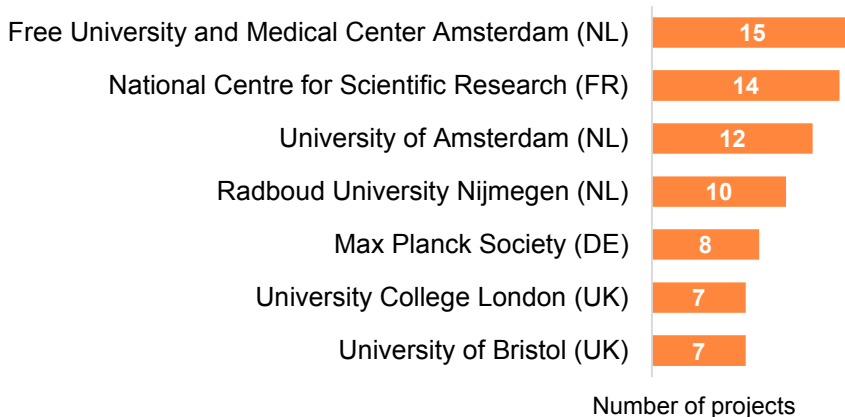 Free University and Medical Center Amsterdam (NL) 15
National Centre for Scientific Research (FR) 14
University of Amsterdam (NL) 12
Radboud University Nijmegen (NL) 10
Max Planck Society (DE) 8
University College London (UK) 7
University of Bristol (UK) 7
Number of projects